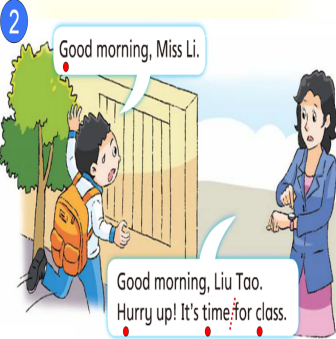 2
Good morning, Miss Li.
Good morning, Liu Tao.
Hurry up! It's time for class.